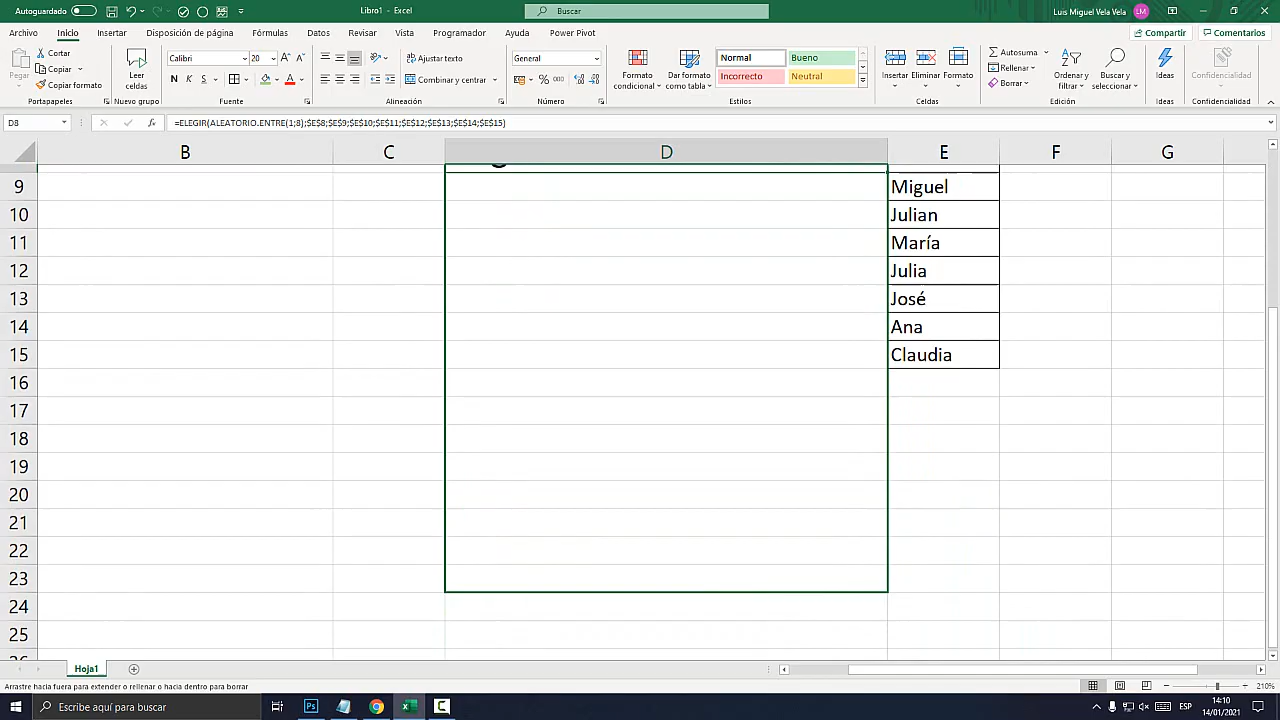 Autoguardado
Libro1 - Excel
Buscar
Luis Miguel Vela Vela
LM
Archivo Inicio Insertar Disposición de página Fórmulas Datos Revisar Vista Programador Ayuda Power Pivot
Compartir Comentarios
Pegar
Cortar
Copiar
Copiar formato
Portapapeles
Leer celdas
Nuevo grupo
Calibri 20
N K S
Fuente
Ajustar texto
Combinar y centrar
Alineación
General
% 000
Número
Formato condicional
Dar formato como tabla
Normal Bueno
Incorrecto Neutral
Estilos
Insertar Eliminar Formato
Celdas
Autosuma
Rellenar
Borrar
Ordenar y filtrar
Buscar y seleccionar
Edición
Ideas
Ideas
Confidencialidad
Confidencialidad
D8
fx
=ELEGIR(ALEATORIO.ENTRE(1;8);$E$8;$E$9;$E$10;$E$11;$E$12;$E$13;$E$14;$E$15)
B C D E F G
9 Miguel
10 Julian
11 María
12 Julia
13 José
14 Ana
15 Claudia
16
17
18
19
20
21
22
23
24
25
Hoja1
Arrastre hacia fuera para extender o rellenar o hacia dentro para borrar
210%
Escribe aquí para buscar
Ps
ESP
14:10
14/01/2021